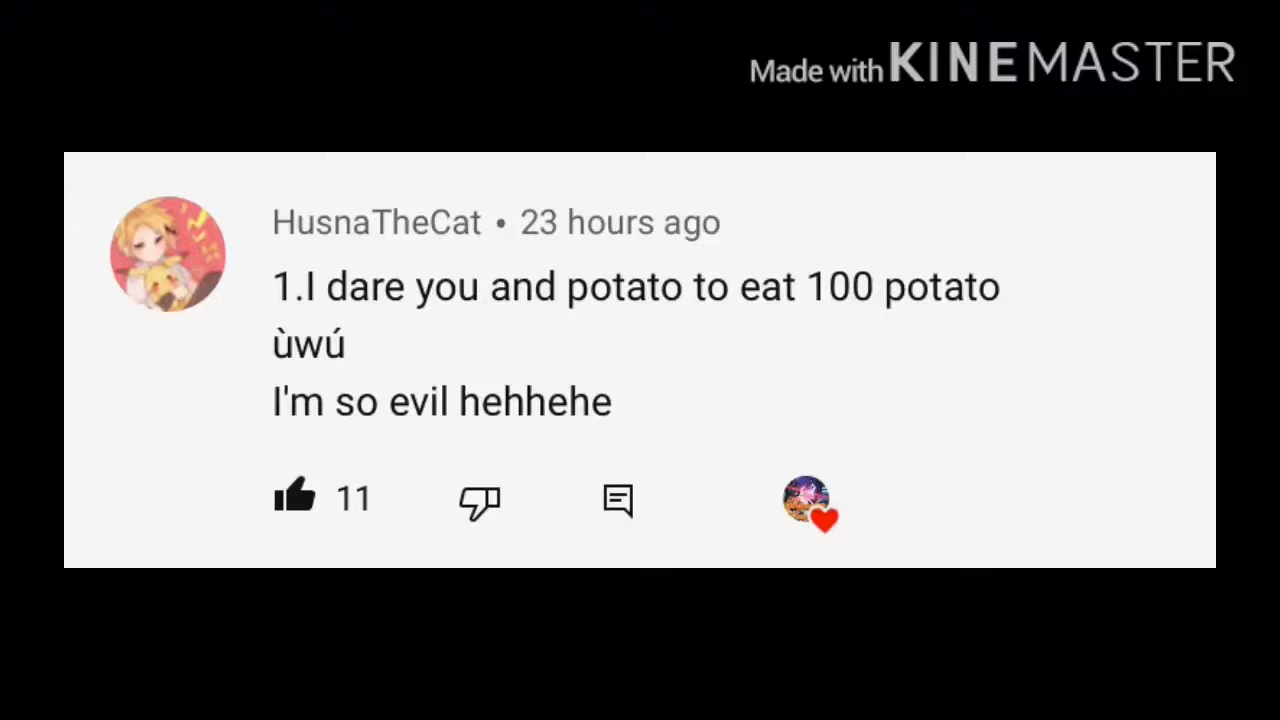 Made with KINEMASTER
HusnaTheCat • 23 hours ago
1.I dare you and potato to eat 100 potato
ùwú
I'm so evil hehhehe
11